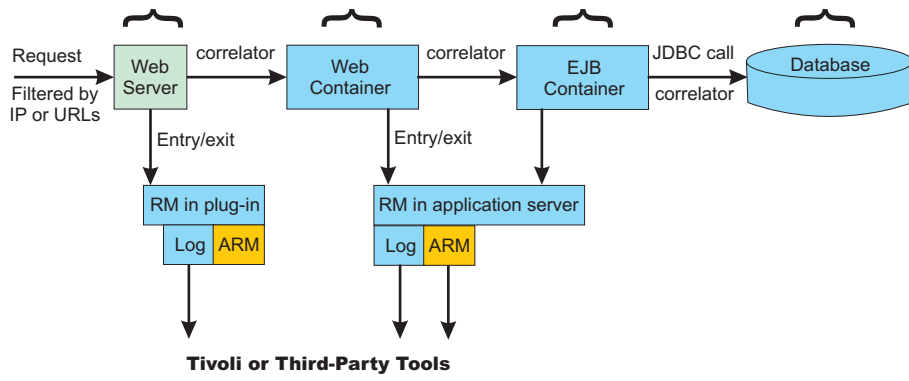 Request
Filtered by
IP or URLs
Web
Server
correlator
Web
Container
correlator
EJB
Container
JDBC call
correlator
Database
Entry/exit
Entry/exit
RM in plug-in
Log
ARM
RM in application server
Log
ARM
Tivoli or Third-Party Tools